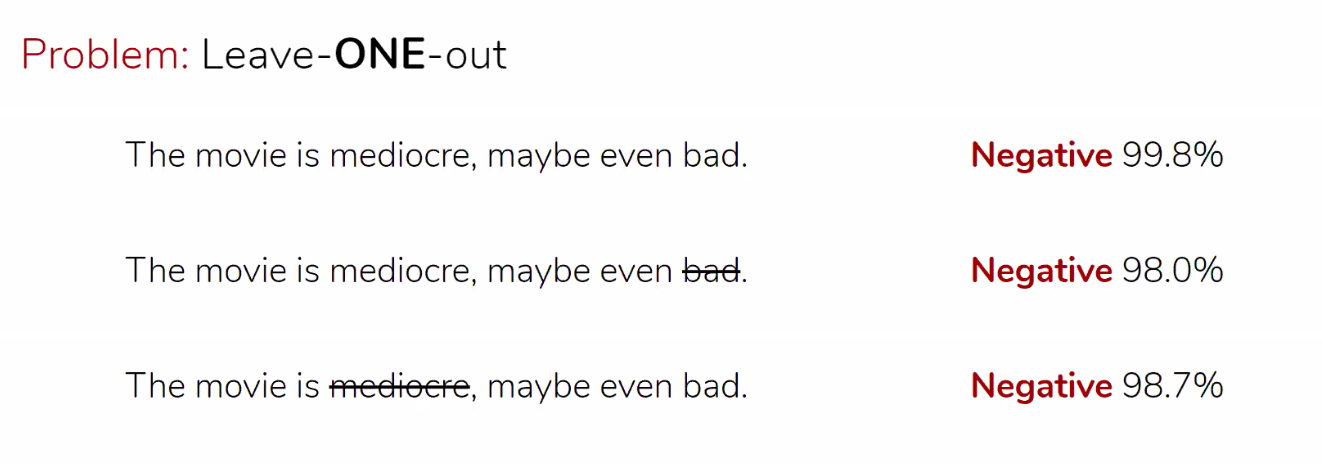 Problem: Leave-ONE-out
The movie is mediocre, maybe even bad. Negative 99.8%
The movie is mediocre, maybe even bad. Negative 98.0%
The movie is mediocre, maybe even bad. Negative 98.7%